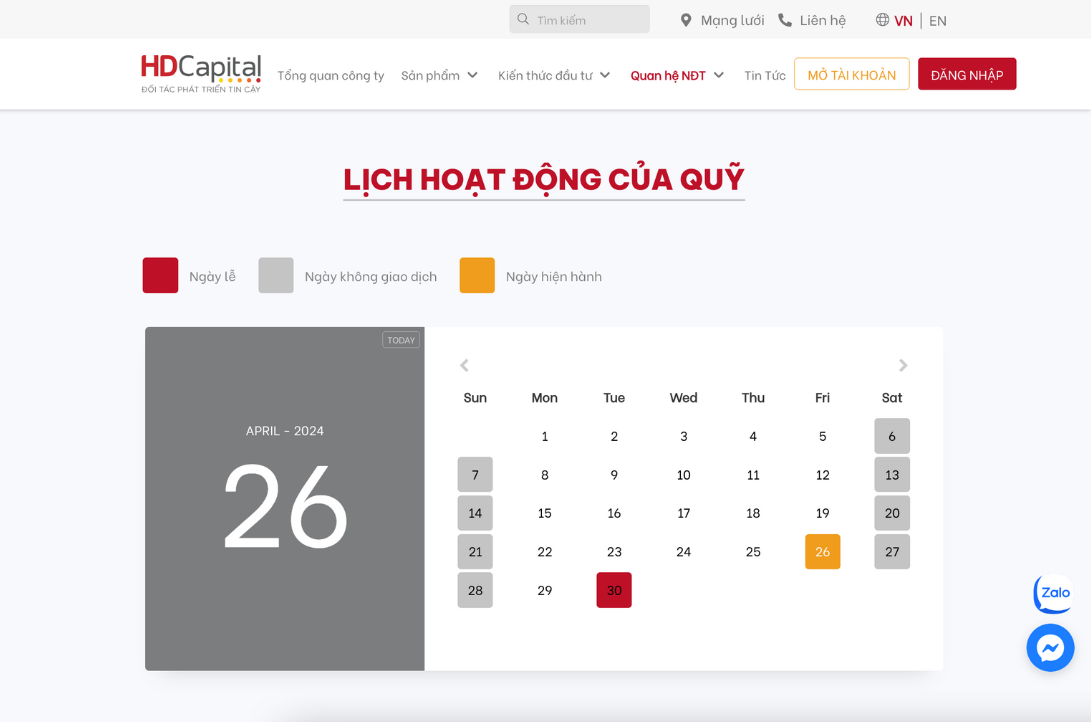 Tìm kiếm Mạng lưới Liên hệ VN | EN
HDCapital
ĐỐI TÁC PHÁT TRIỂN TIN CẬY
Tổng quan công ty Sản phẩm Kiến thức đầu tư Quan hệ NĐT Tin Tức MỞ TÀI KHOẢN ĐĂNG NHẬP
LỊCH HOẠT ĐỘNG CỦA QUỸ
Ngày lễ Ngày không giao dịch Ngày hiện hành
TODAY
APRIL - 2024
26
Sun Mon Tue Wed Thu Fri Sat
1 2 3 4 5 6
7 8 9 10 11 12 13
14 15 16 17 18 19 20
21 22 23 24 25 26 27
28 29 30
Zalo